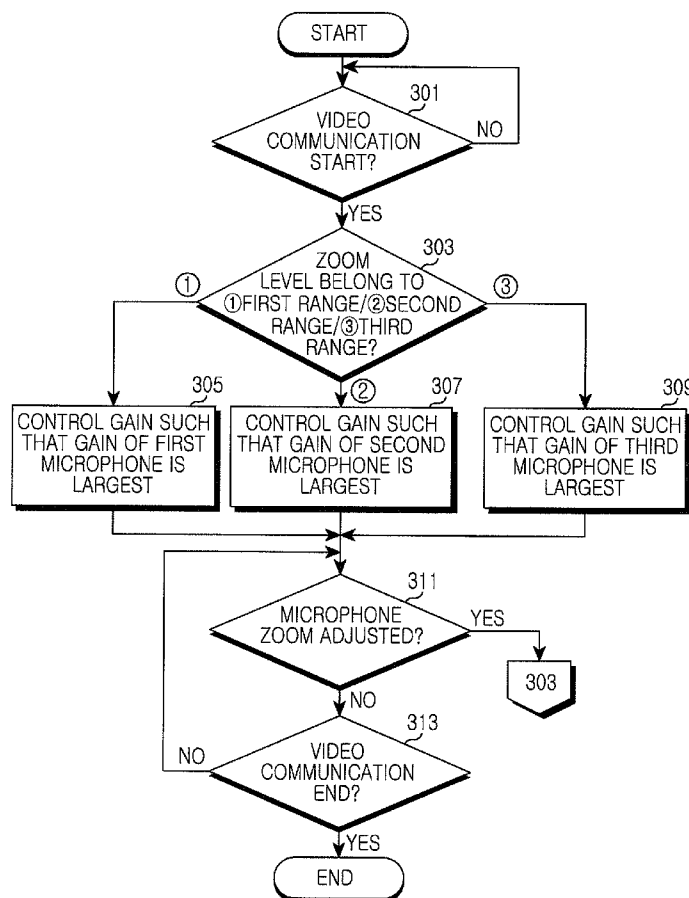 START
301
VIDEO
COMMUNICATION
START?
NO
YES
303
ZOOM
LEVEL BELONG TO
①FIRST RANGE/②SECOND
RANGE/③THIRD
RANGE?
①
③
②
305
CONTROL GAIN SUCH
THAT GAIN OF FIRST
MICROPHONE IS
LARGEST
307
CONTROL GAIN SUCH
THAT GAIN OF SECOND
MICROPHONE IS
LARGEST
309
CONTROL GAIN SUCH
THAT GAIN OF THIRD
MICROPHONE IS
LARGEST
311
MICROPHONE
ZOOM ADJUSTED?
YES
303
NO
313
VIDEO
COMMUNICATION
END?
NO
YES
END